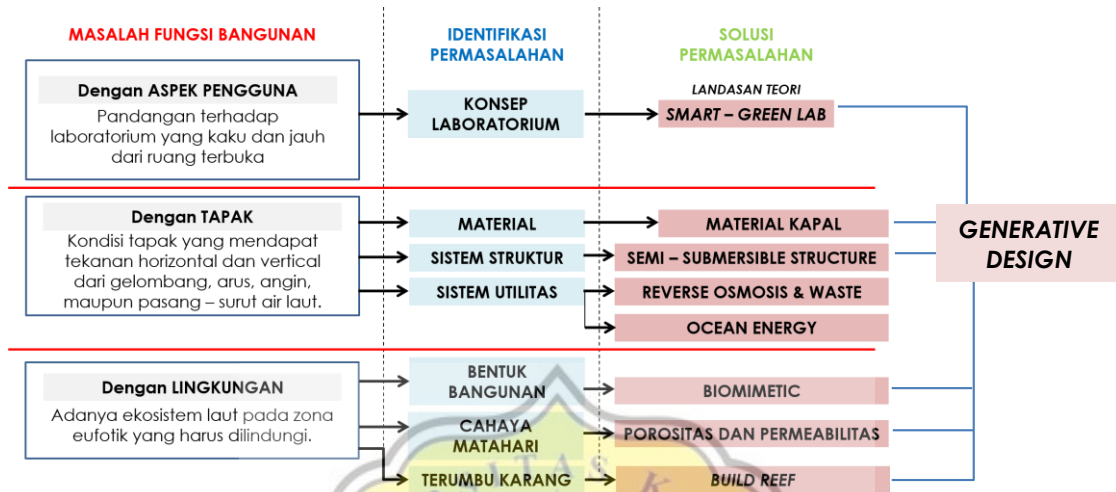 MASALAH FUNGSI BANGUNAN
IDENTIFIKASI
PERMASALAHAN
SOLUSI
PERMASALAHAN
Dengan ASPEK PENGGUNA
Pandangan terhadap
laboratorium yang kaku dan jauh
dari ruang terbuka
KONSEP
LABORATORIUM
LANDASAN TEORI
SMART – GREEN LAB
Dengan TAPAK
Kondisi tapak yang mendapat
tekanan horizontal dan vertical
dari gelombang, arus, angin,
maupun pasang – surut air laut.
MATERIAL
MATERIAL KAPAL
SISTEM STRUKTUR
SEMI – SUBMERSIBLE STRUCTURE
SISTEM UTILITAS
REVERSE OSMOSIS & WASTE
OCEAN ENERGY
GENERATIVE
DESIGN
Dengan LINGKUNGAN
Adanya ekosistem laut pada zona
eufotik yang harus dilindungi.
BENTUK
BANGUNAN
BIOMIMETIC
CAHAYA
MATAHARI
POROSITAS DAN PERMEABILITAS
TERUMBU KARANG
BUILD REEF